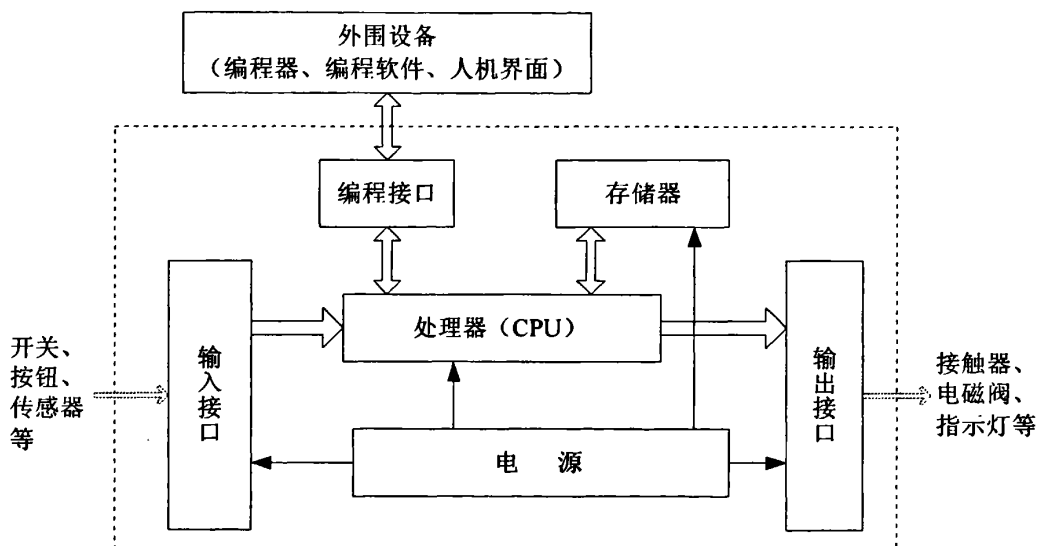 外围设备
（编程器、编程软件、人机界面）
编程接口
存储器
处理器（CPU）
输入接口
开关、
按钮、
传感器
等
输出接口
接触器、
电磁阀、
指示灯等
电 源